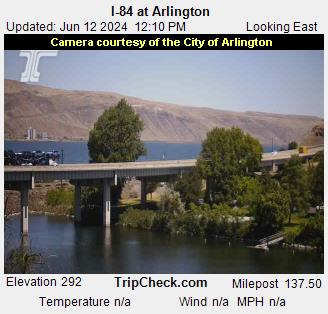 I-84 at Arlington
Updated: Jun 12 2024 12:10 PM Looking East
Camera courtesy of the City of Arlington
Elevation 292 TripCheck.com Milepost 137.50
Temperature n/a Wind n/a MPH n/a